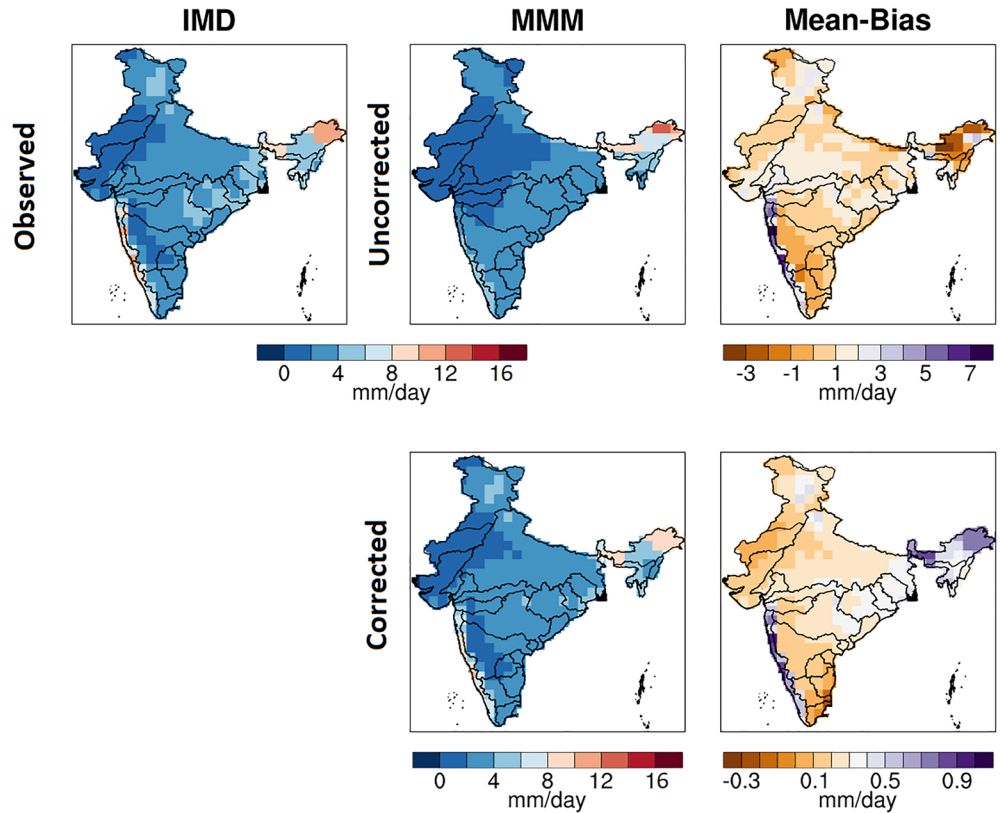 IMD
MMM
Mean-Bias
Observed
Uncorrected
0 4 8 12 16
mm/day
-3 -1 1 3 5 7
mm/day
Corrected
0 4 8 12 16
mm/day
-0.3 0.1 0.5 0.9
mm/day